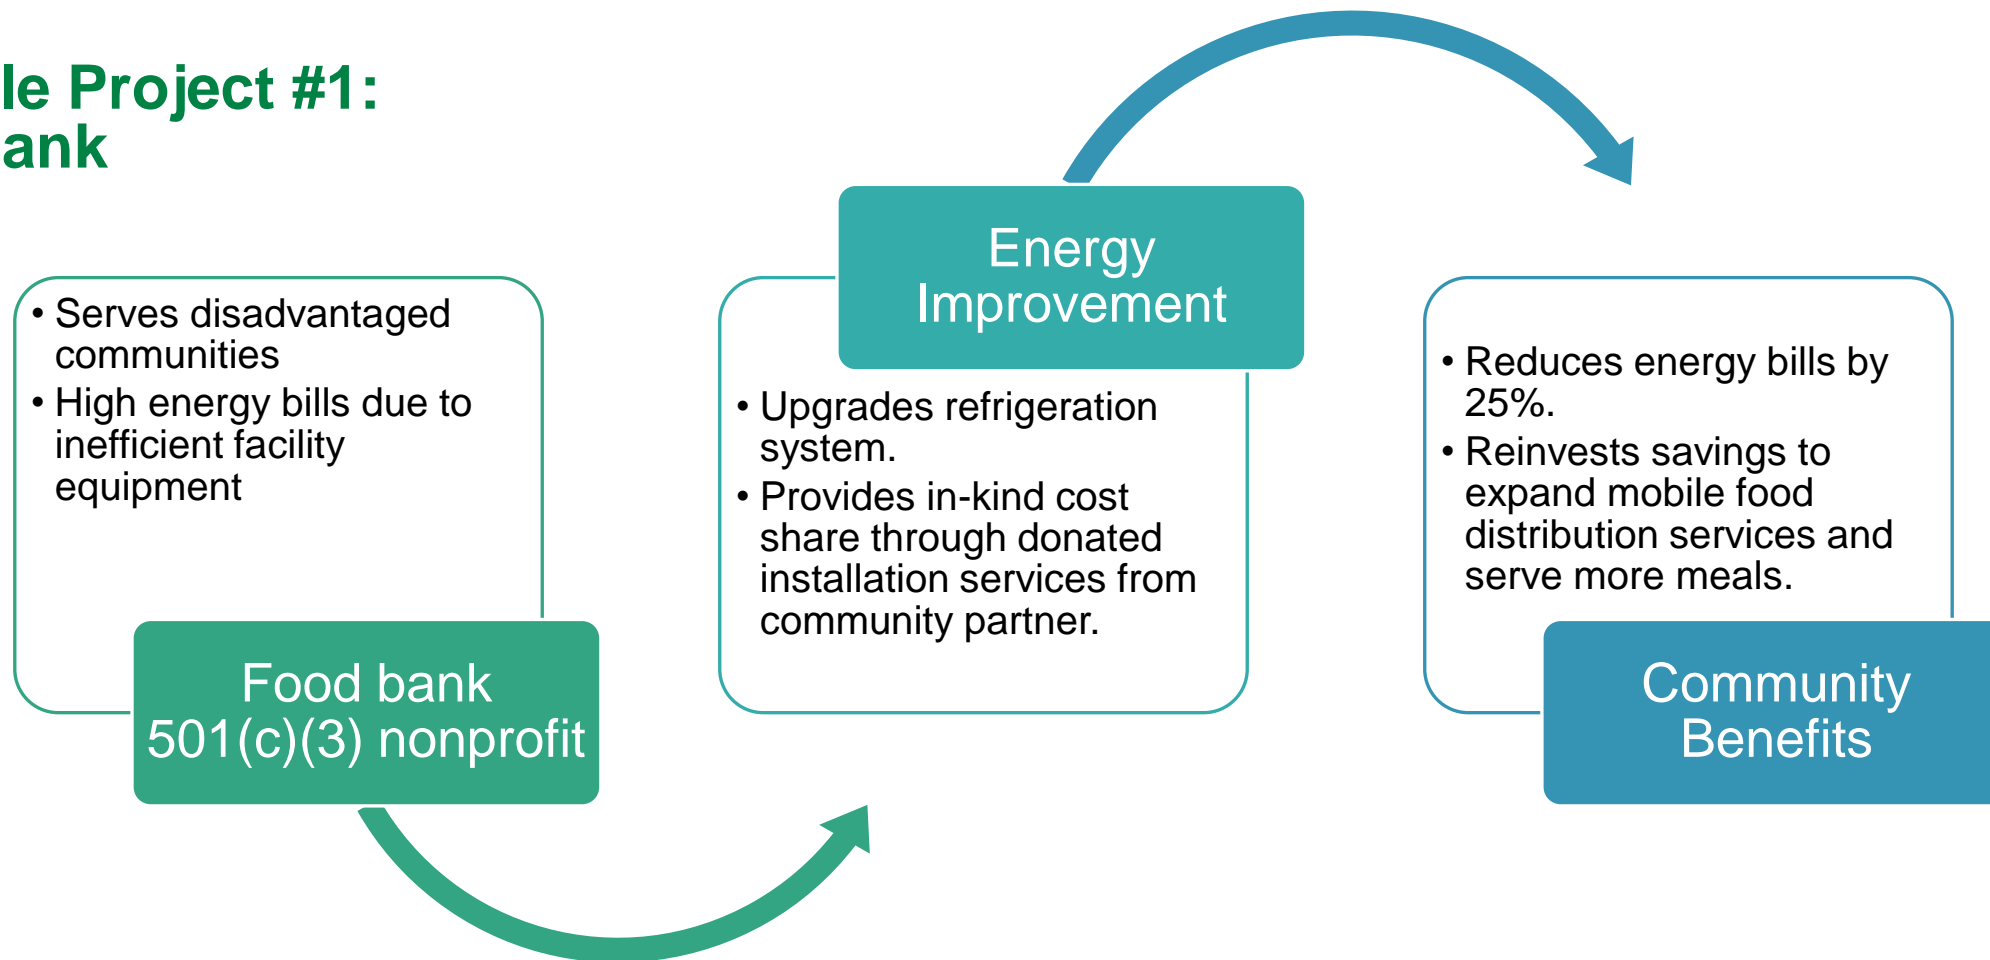 le Project #1:
ank
• Serves disadvantaged
communities
• High energy bills due to
inefficient facility
equipment
Food bank
501(c)(3) nonprofit
Energy
Improvement
• Upgrades refrigeration
system.
• Provides in-kind cost
share through donated
installation services from
community partner.
• Reduces energy bills by
25%.
• Reinvests savings to
expand mobile food
distribution services and
serve more meals.
Community
Benefits